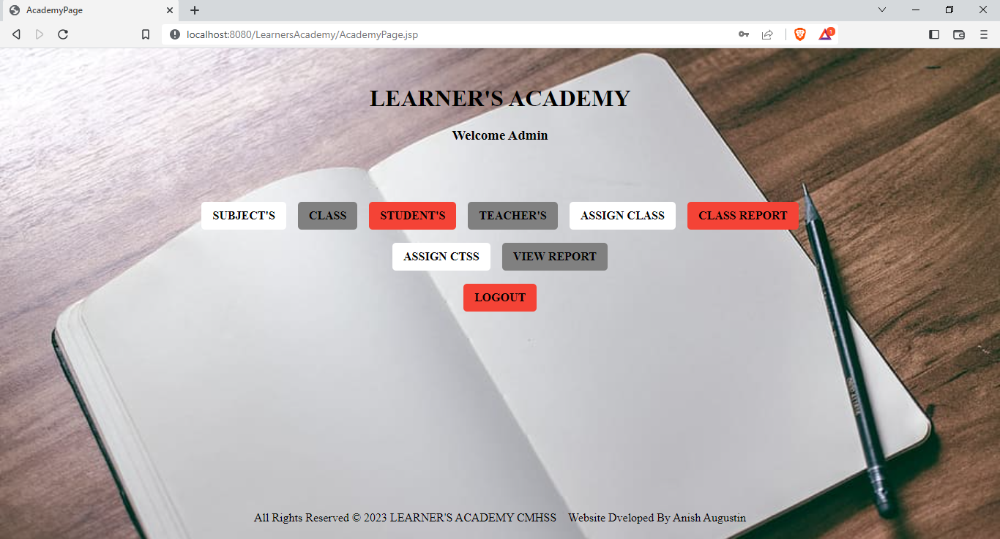 AcademyPage
localhost:8080/LearnersAcademy/AcademyPage.jsp
1
LEARNER'S ACADEMY
Welcome Admin
SUBJECT'S CLASS STUDENT'S TEACHER'S ASSIGN CLASS CLASS REPORT
ASSIGN CTSS VIEW REPORT
LOGOUT
All Rights Reserved © 2023 LEARNER'S ACADEMY CMHSS Website Dveloped By Anish Augustin